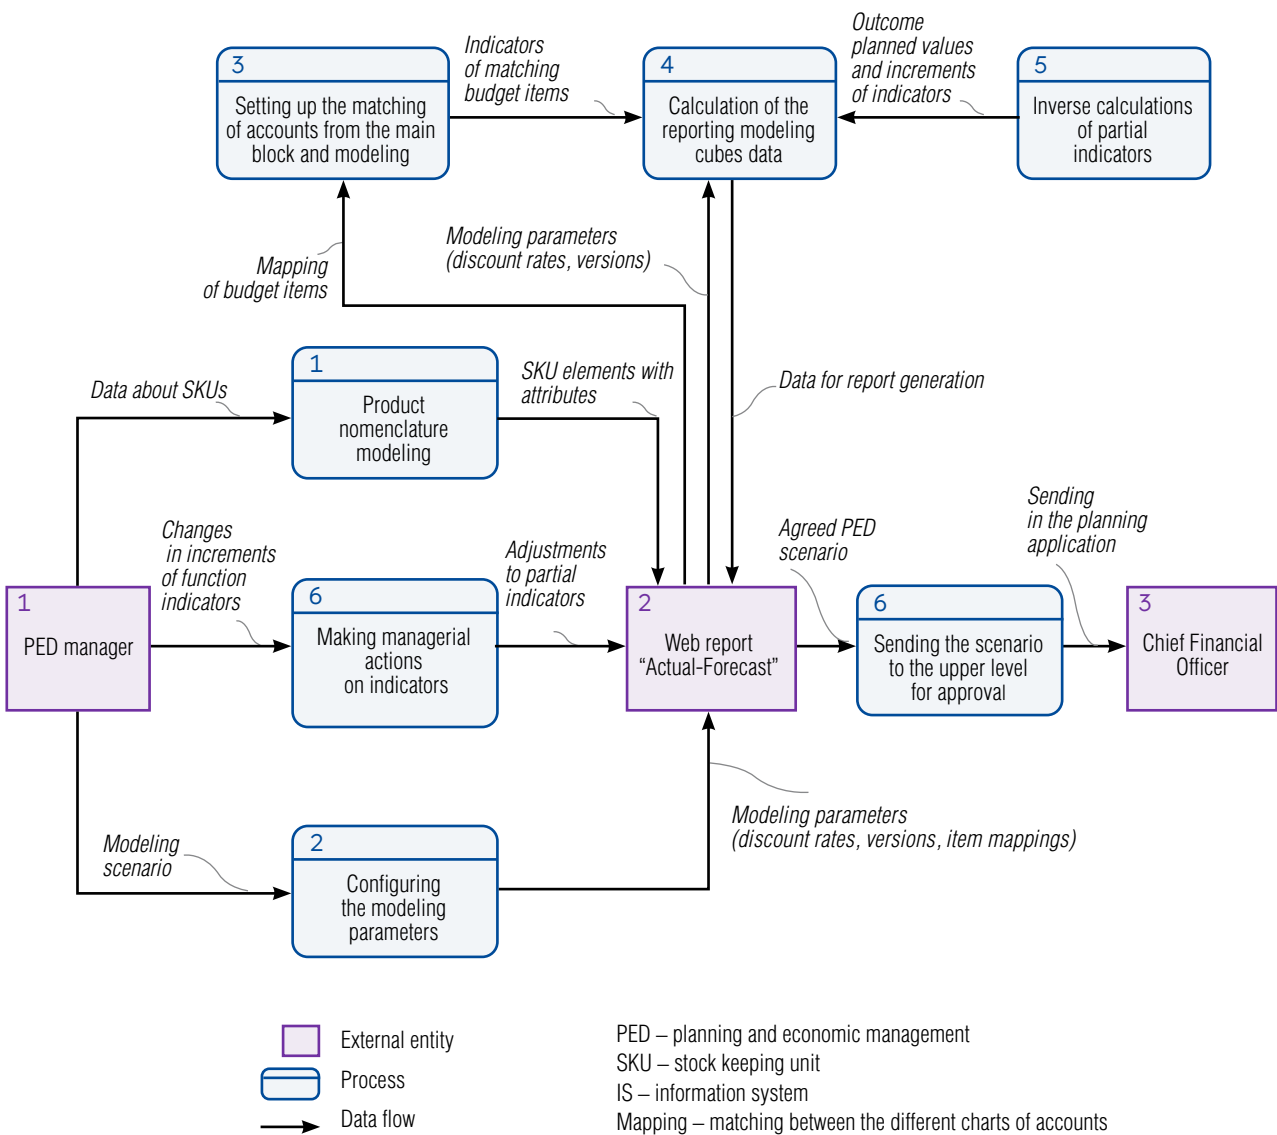 3
Setting up the matching
of accounts from the main
block and modeling
Indicators
of matching
budget items
4
Calculation of the
reporting modeling
cubes data
Outcome
planned values
and increments
of indicators
5
Inverse calculations
of partial
indicators
Mapping
of budget items
Modeling parameters
(discount rates, versions)
Data about SKUs
1
Product
nomenclature
modeling
SKU elements with
attributes
Data for report generation
1
PED manager
Changes
in increments
of function
indicators
6
Making managerial
actions
on indicators
Adjustments
to partial
indicators
2
Web report
“Actual-Forecast”
Agreed PED
scenario
6
Sending the scenario
to the upper level
for approval
Sending
in the planning
application
3
Chief Financial
Officer
Modeling
scenario
2
Configuring
the modeling
parameters
Modeling parameters
(discount rates, versions, item mappings)
External entity
Process
Data flow
PED – planning and economic management
SKU – stock keeping unit
IS – information system
Mapping – matching between the different charts of accounts